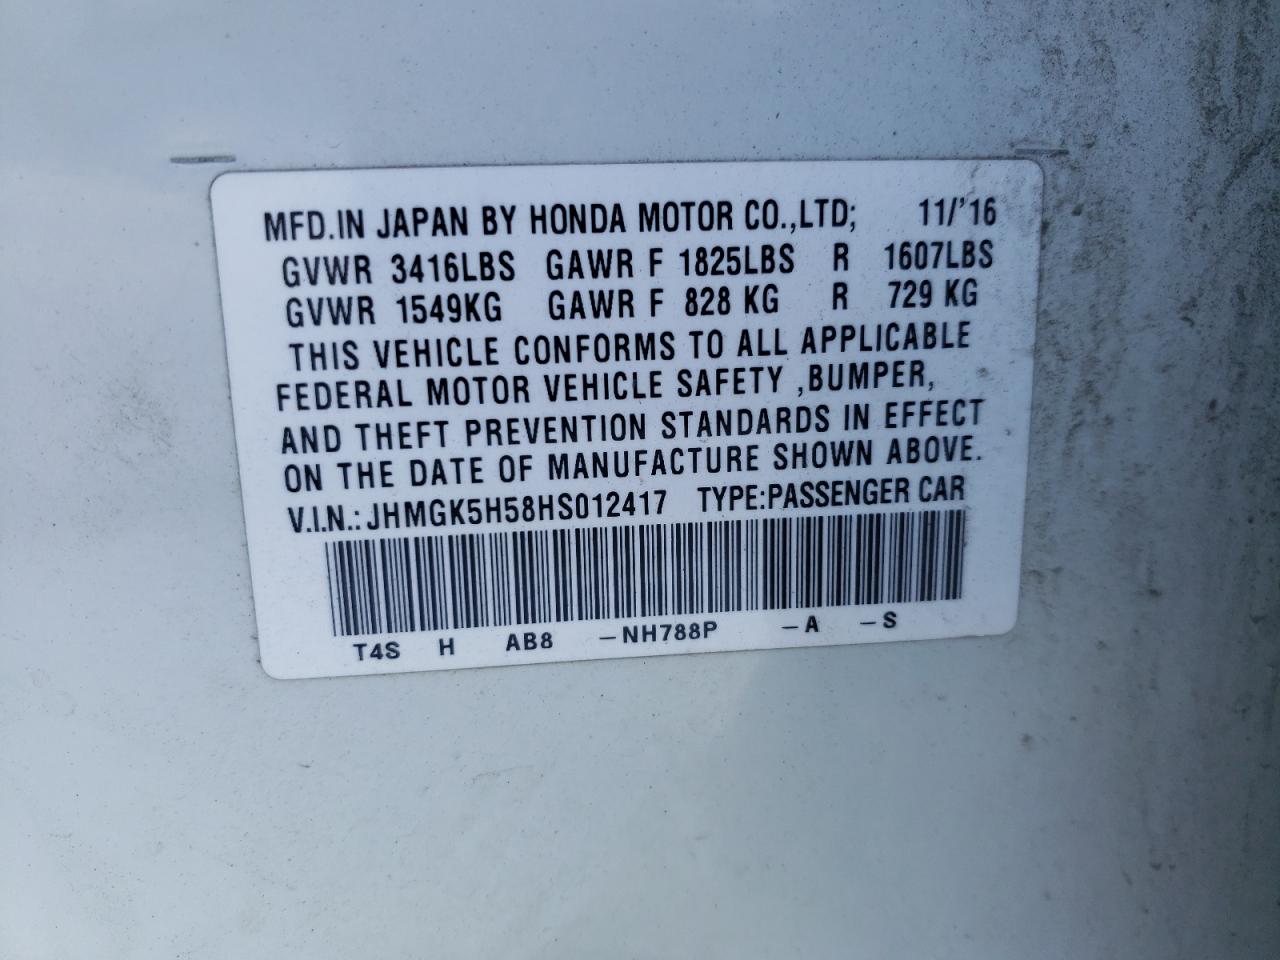 MFD.IN JAPAN BY HONDA MOTOR CO.,LTD; 11/'16
GVWR 3416LBS GAWR F 1825LBS R 1607LBS
GVWR 1549KG GAWR F 828 KG R 729 KG
THIS VEHICLE CONFORMS TO ALL APPLICABLE
FEDERAL MOTOR VEHICLE SAFETY ,BUMPER,
AND THEFT PREVENTION STANDARDS IN EFFECT
ON THE DATE OF MANUFACTURE SHOWN ABOVE.
V.I.N.: JHMGK5H58HS012417 TYPE:PASSENGER CAR
T4S H AB8 –NH788P –A –S